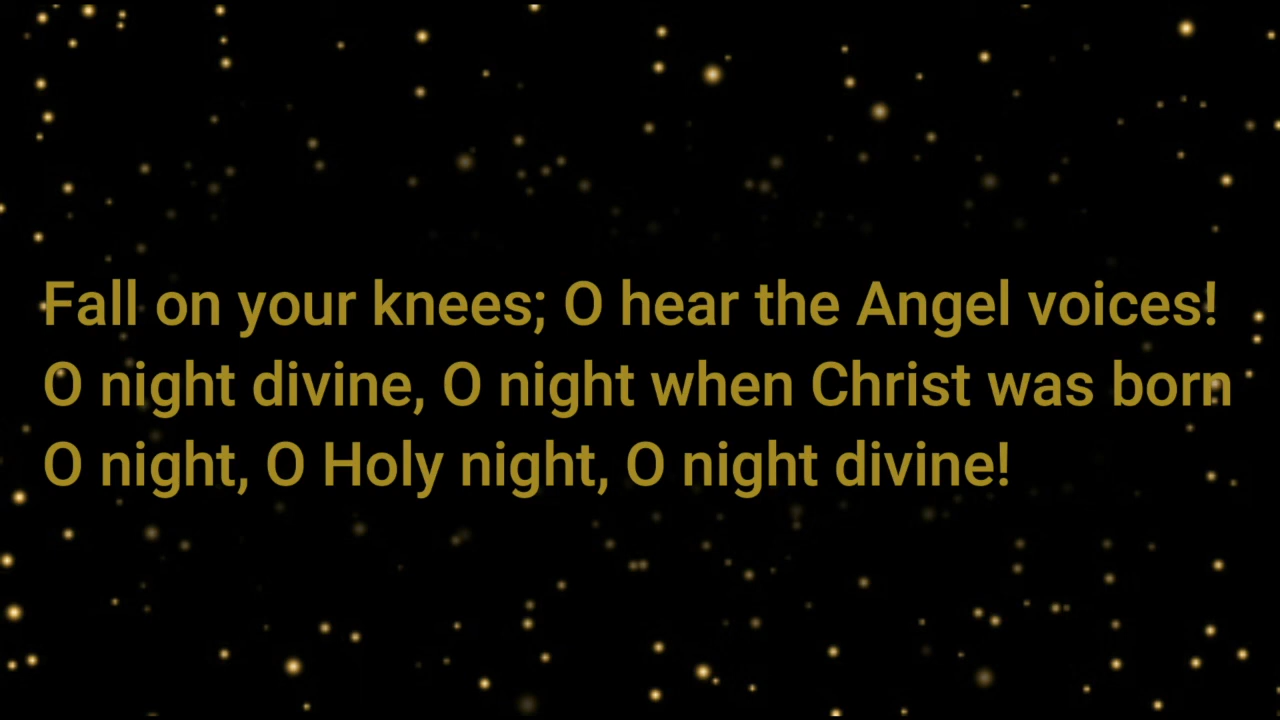 Fall on your knees; O hear the Angel voices!
O night divine, O night when Christ was born
O night, O Holy night, O night divine!